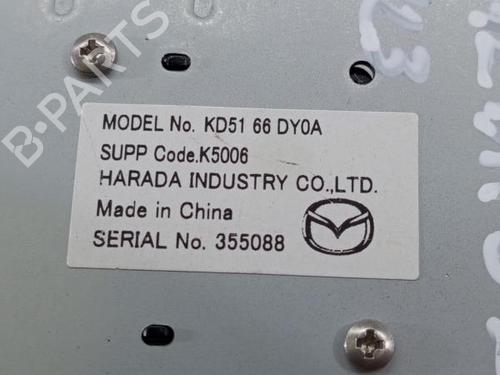 MODEL No. KD51 66 DY0A
SUPP Code.K5006
HARADA INDUSTRY CO.,LTD.
Made in China
SERIAL No. 355088
B-PARTS